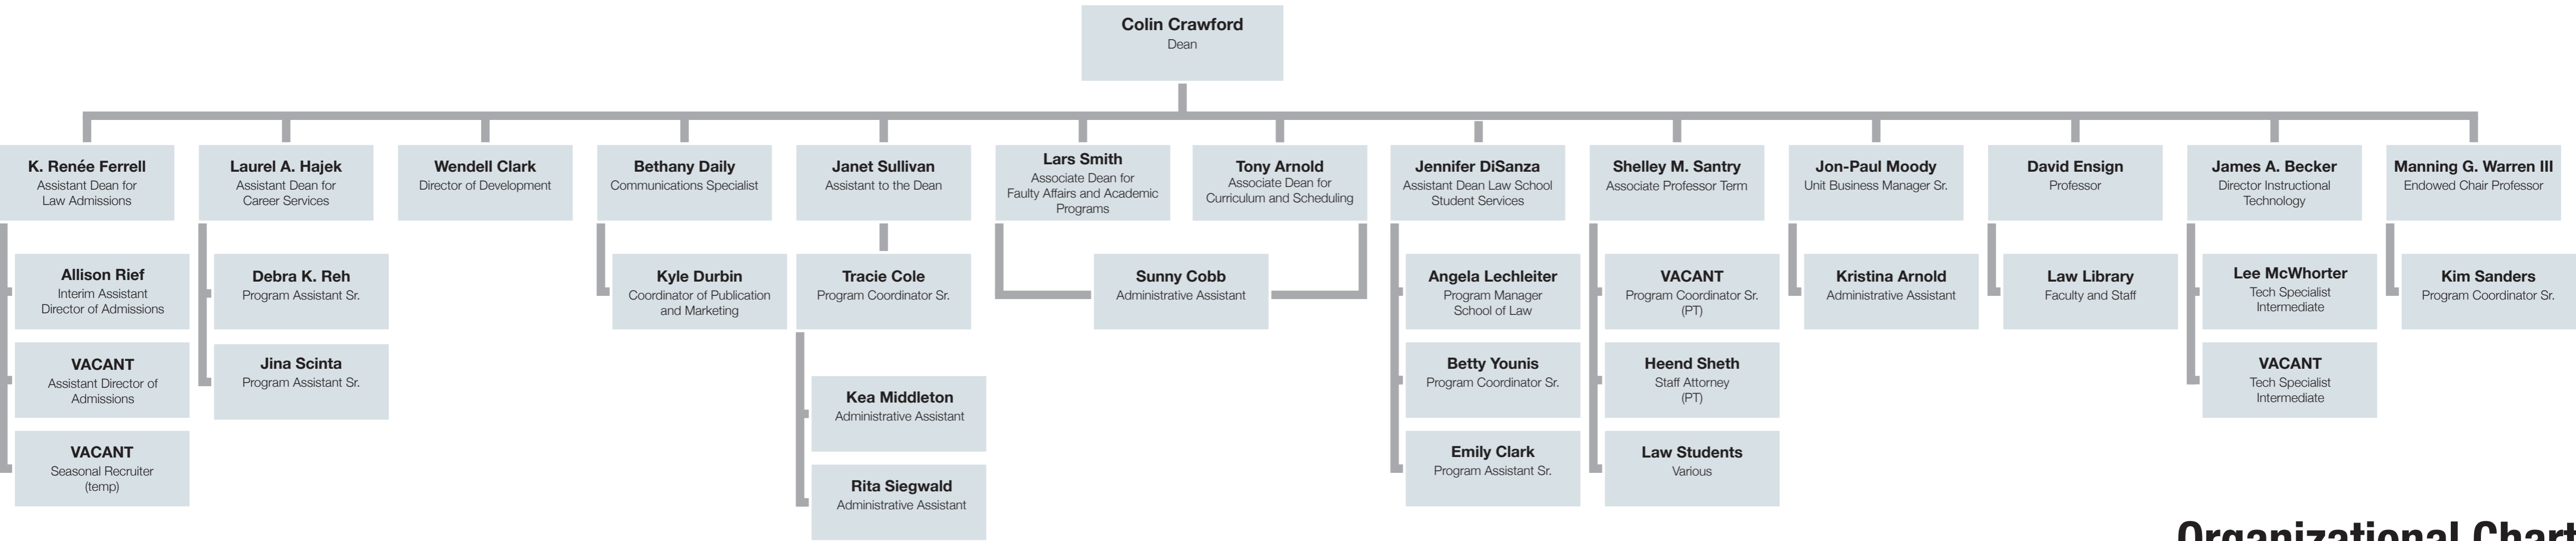 Colin Crawford
Dean
K. Renée Ferrell
Assistant Dean for
Law Admissions
Laurel A. Hajek
Assistant Dean for
Career Services
Wendell Clark
Director of Development
Bethany Daily
Communications Specialist
Janet Sullivan
Assistant to the Dean
Lars Smith
Associate Dean for
Faulty Affairs and Academic
Programs
Tony Arnold
Associate Dean for
Curriculum and Scheduling
Jennifer DiSanza
Assistant Dean Law School
Student Services
Shelley M. Santry
Associate Professor Term
Jon-Paul Moody
Unit Business Manager Sr.
David Ensign
Professor
James A. Becker
Director Instructional
Technology
Manning G. Warren III
Endowed Chair Professor
Allison Rief
Interim Assistant
Director of Admissions
VACANT
Assistant Director of
Admissions
VACANT
Seasonal Recruiter
(temp)
Debra K. Reh
Program Assistant Sr.
Jina Scinta
Program Assistant Sr.
Kyle Durbin
Coordinator of Publication
and Marketing
Tracie Cole
Program Coordinator Sr.
Kea Middleton
Administrative Assistant
Rita Siegwald
Administrative Assistant
Sunny Cobb
Administrative Assistant
Angela Lechleiter
Program Manager
School of Law
Betty Younis
Program Coordinator Sr.
Emily Clark
Program Assistant Sr.
VACANT
Program Coordinator Sr.
(PT)
Heend Sheth
Staff Attorney
(PT)
Law Students
Various
Kristina Arnold
Administrative Assistant
Law Library
Faculty and Staff
Lee McWhorter
Tech Specialist
Intermediate
VACANT
Tech Specialist
Intermediate
Kim Sanders
Program Coordinator Sr.
Organizational Chart